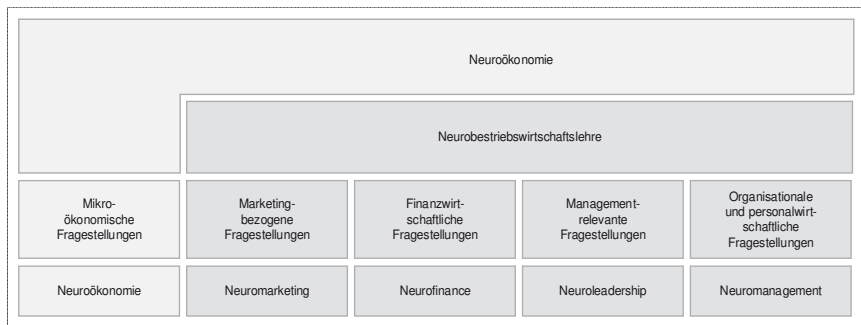 Neuroökonomie
Neurobestriebswirtschaftslehre
Mikro-
ökonomische
Fragestellungen
Marketing-
bezogene
Fragestellungen
Finanzwirt-
schaftliche
Fragestellungen
Management-
relevante
Fragestellungen
Organisationale
und personalwirt-
schaftliche
Fragestellungen
Neuroökonomie
Neuromarketing
Neurofinance
Neuroleadership
Neuromanagement